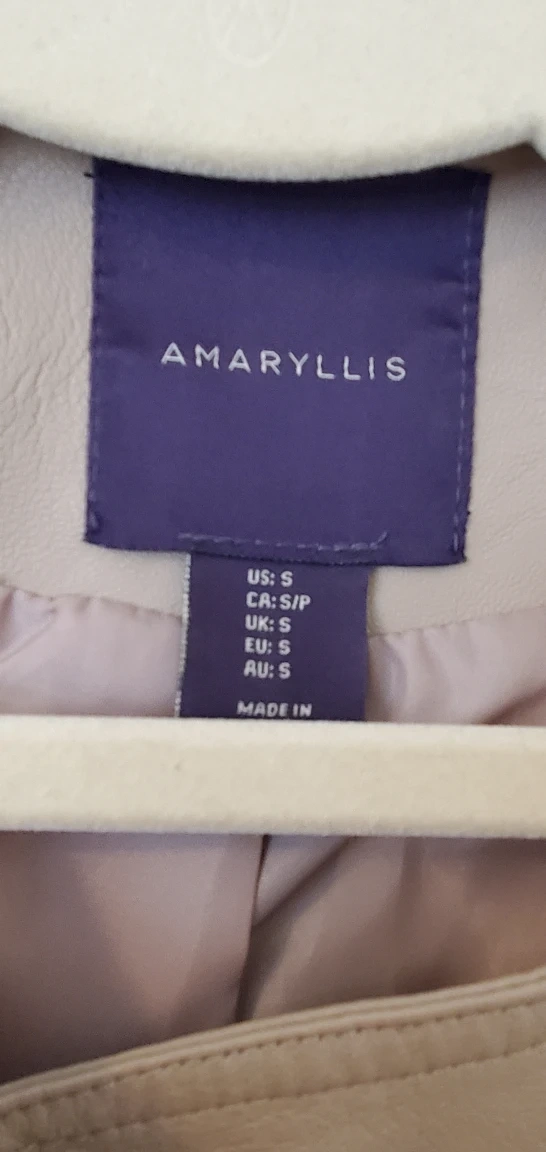 AMARYLLIS
US: S
CA: S/P
UK: S
EU: S
AU: S
MADE IN